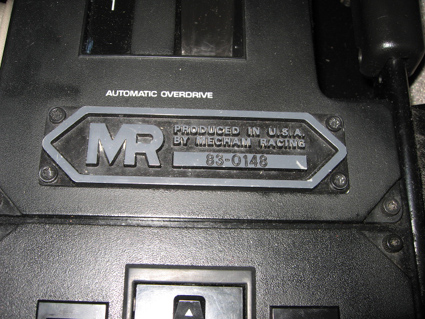 AUTOMATIC OVERDRIVE
MR
PRODUCED IN U.S.A.
BY MECHAM RACING
83-0148